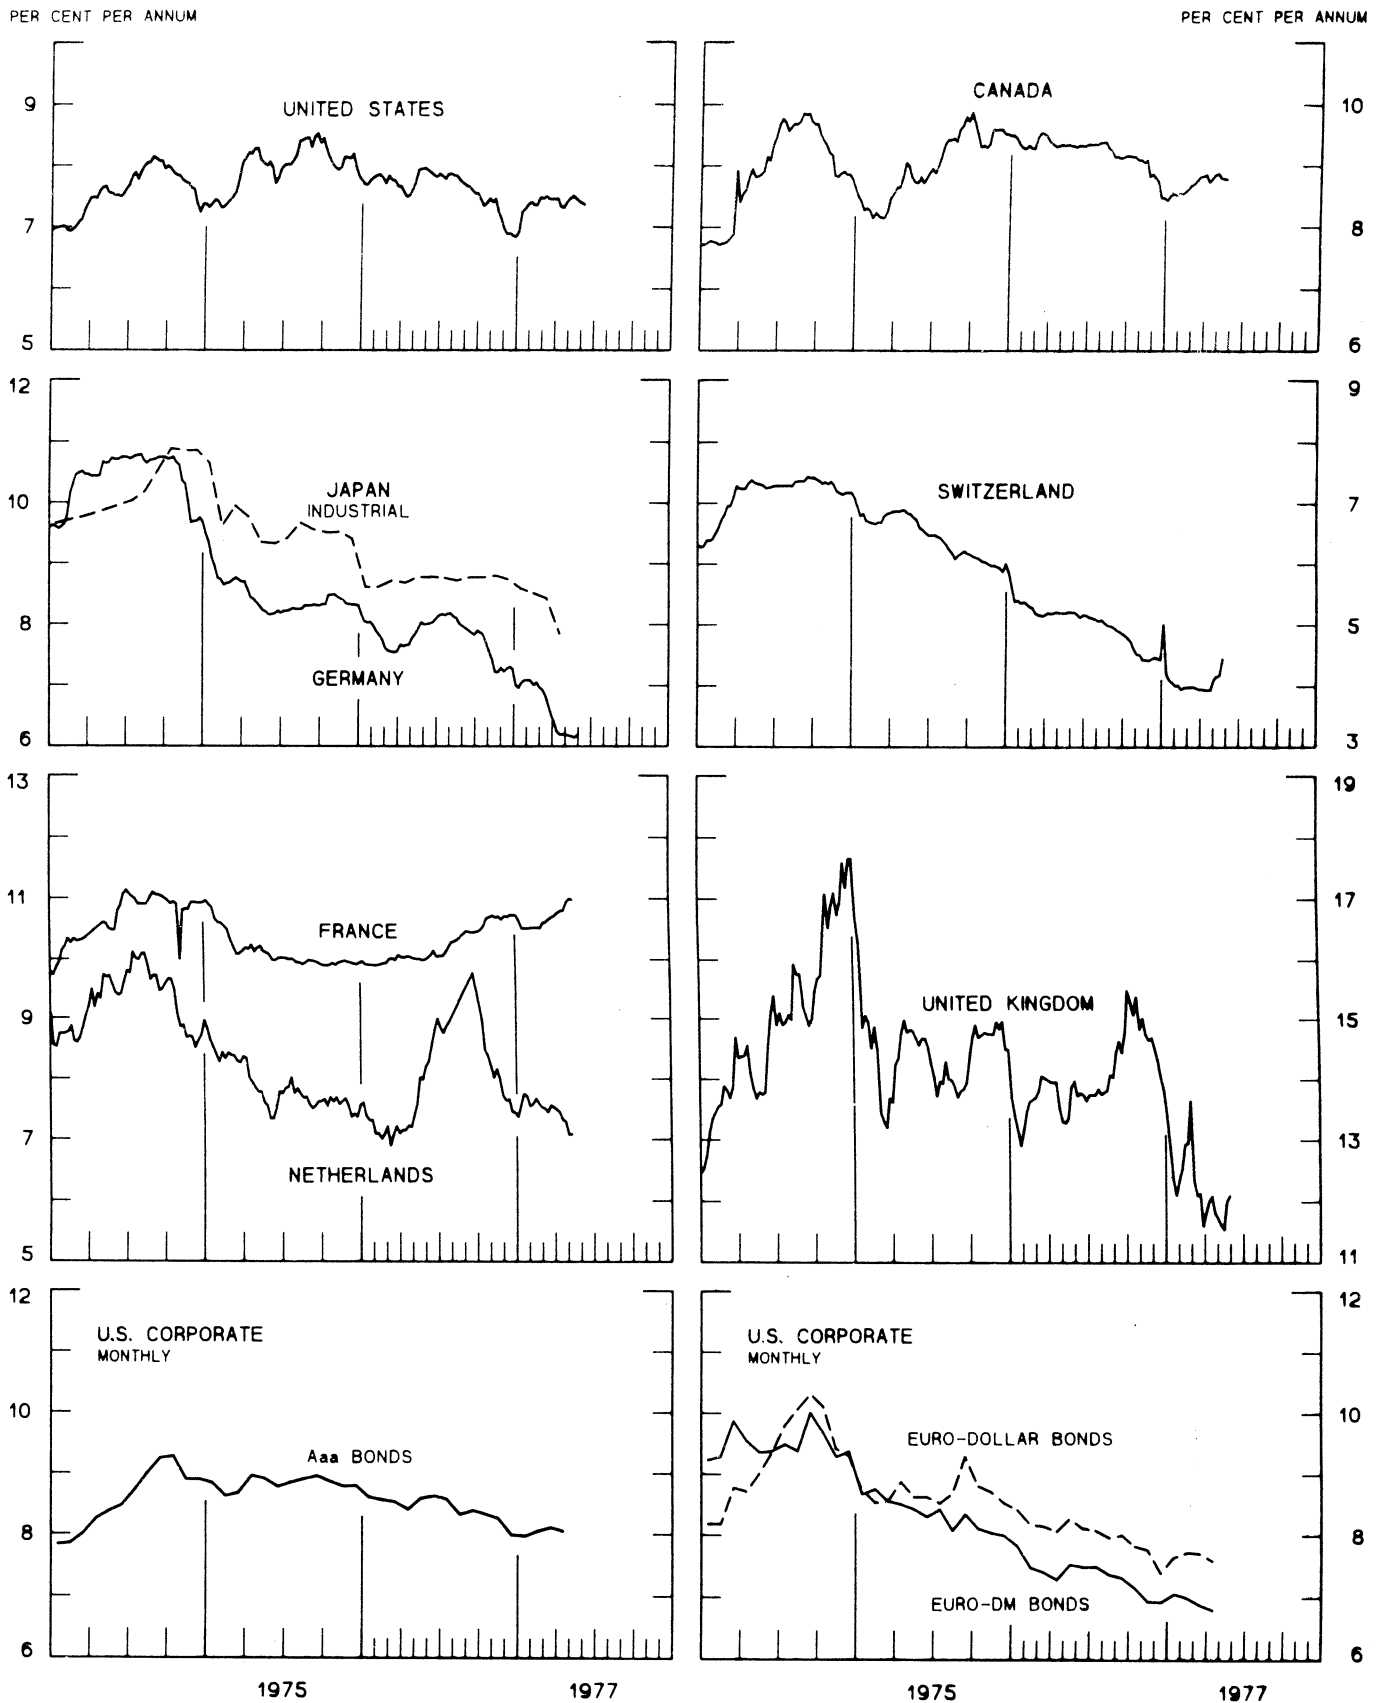 PER CENT PER ANNUM
PER CENT PER ANNUM
UNITED STATES
9
7
5
CANADA
10
8
6
12
10
8
6
JAPAN
INDUSTRIAL
GERMANY
SWITZERLAND
9
7
5
3
13
11
9
7
5
FRANCE
NETHERLANDS
UNITED KINGDOM
19
17
15
13
11
12
10
8
6
U.S. CORPORATE
MONTHLY
Aaa BONDS
U.S. CORPORATE
MONTHLY
EURO-DOLLAR BONDS
EURO-DM BONDS
12
10
8
6
1975
1977
1975
1977